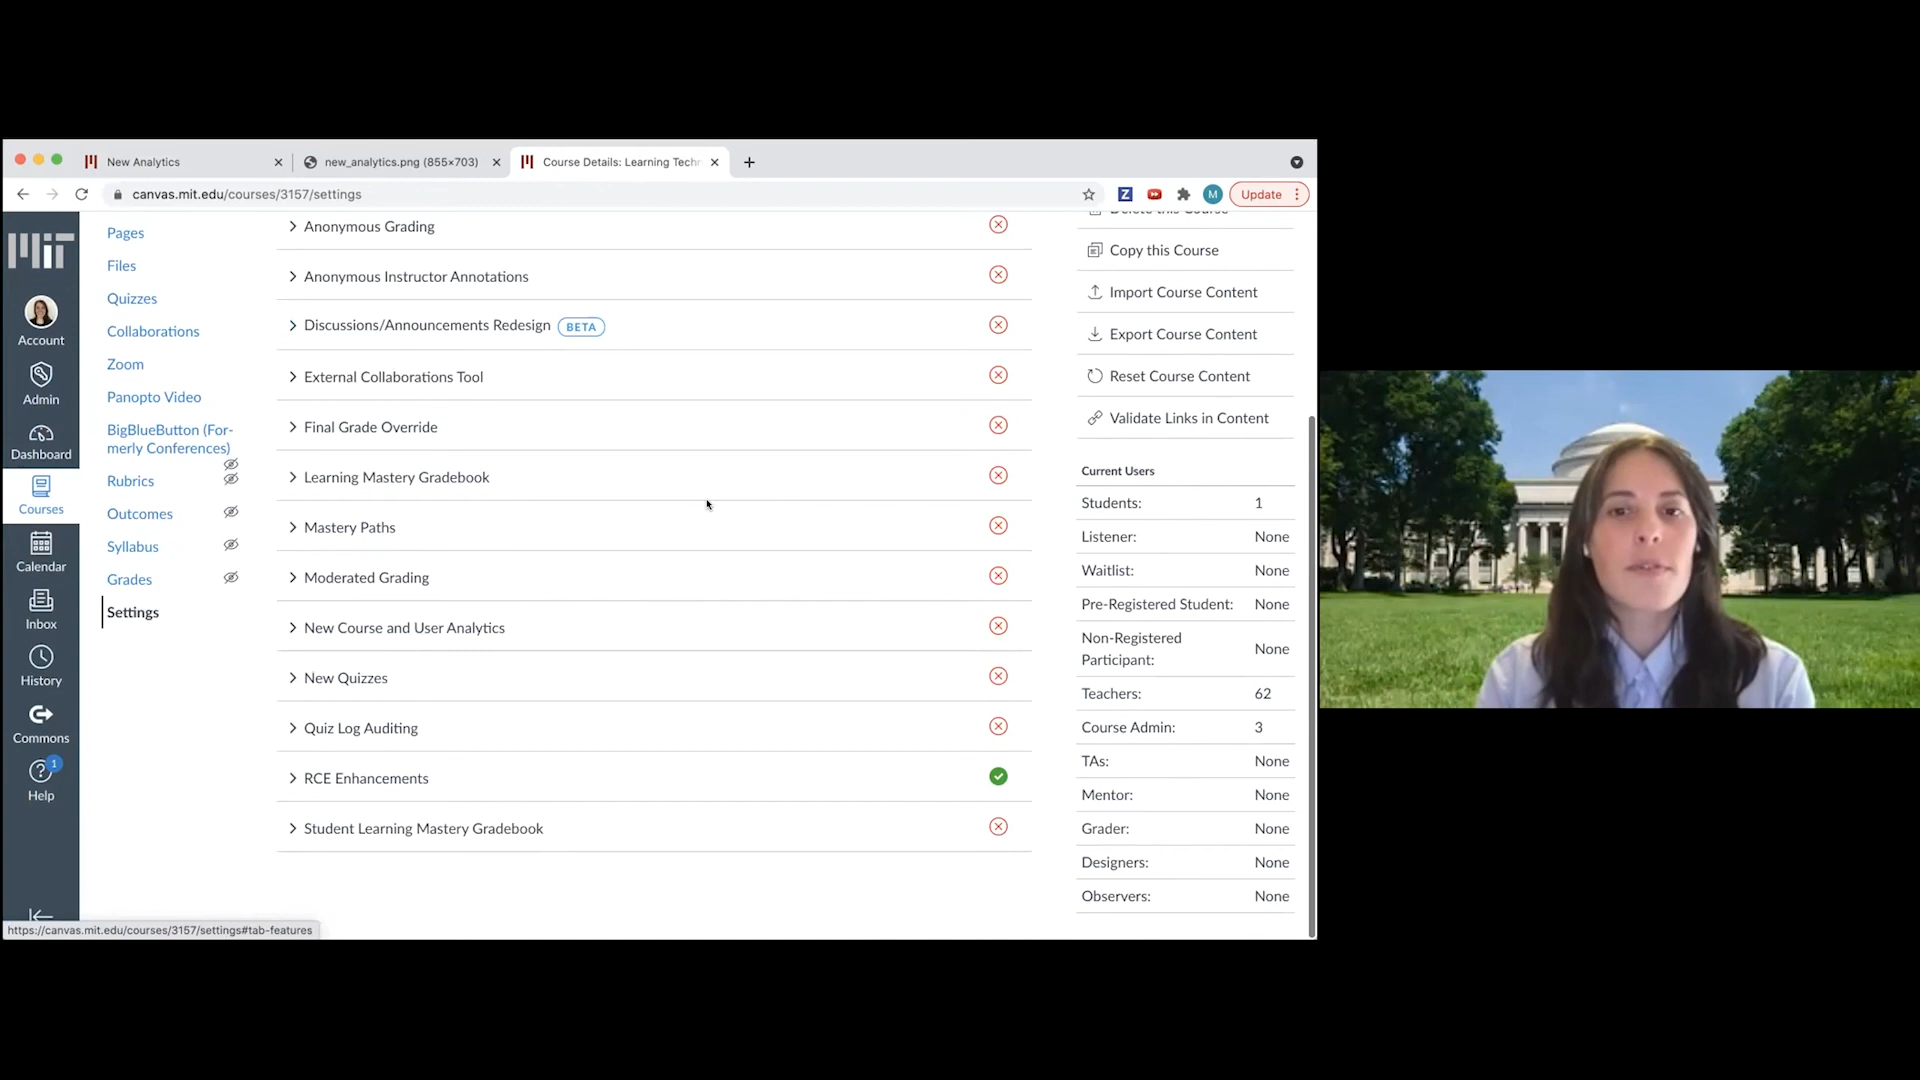 New Analytics
new_analytics.png (855×703)
Course Details: Learning Techn
canvas.mit.edu/courses/3157/settings
Z
M
Update
MIT
Account
Admin
Dashboard
Courses
Calendar
Inbox
History
Commons
1
Help
Pages
Files
Quizzes
Collaborations
Zoom
Panopto Video
BigBlueButton (For-
merly Conferences)
Rubrics
Outcomes
Syllabus
Grades
Settings
Anonymous Grading
Anonymous Instructor Annotations
Discussions/Announcements Redesign BETA
External Collaborations Tool
Final Grade Override
Learning Mastery Gradebook
Mastery Paths
Moderated Grading
New Course and User Analytics
New Quizzes
Quiz Log Auditing
RCE Enhancements
Student Learning Mastery Gradebook
Delete this Course
Copy this Course
Import Course Content
Export Course Content
Reset Course Content
Validate Links in Content
Current Users
Students: 1
Listener: None
Waitlist: None
Pre-Registered Student: None
Non-Registered
Participant: None
Teachers: 62
Course Admin: 3
TAs: None
Mentor: None
Grader: None
Designers: None
Observers: None
https://canvas.mit.edu/courses/3157/settings#tab-features